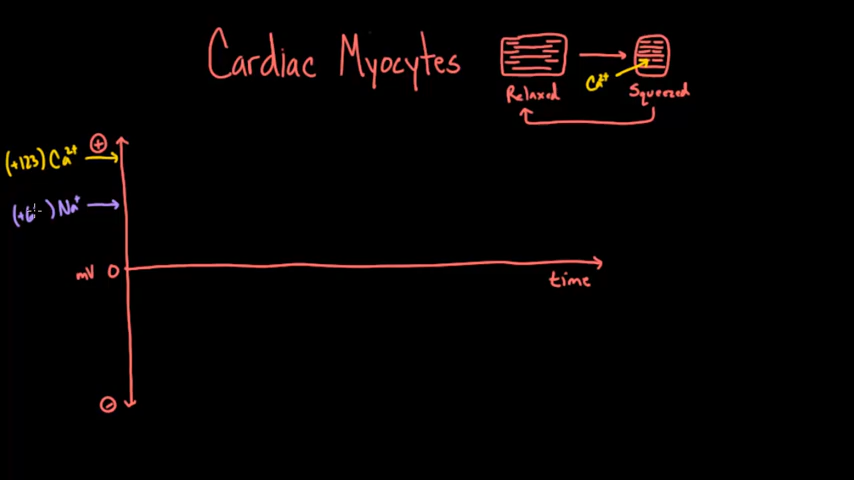 Cardiac Myocytes
Relaxed
Ca2+
Squeezed
(+123) Ca2+
+
Na+
mV 0
time
-